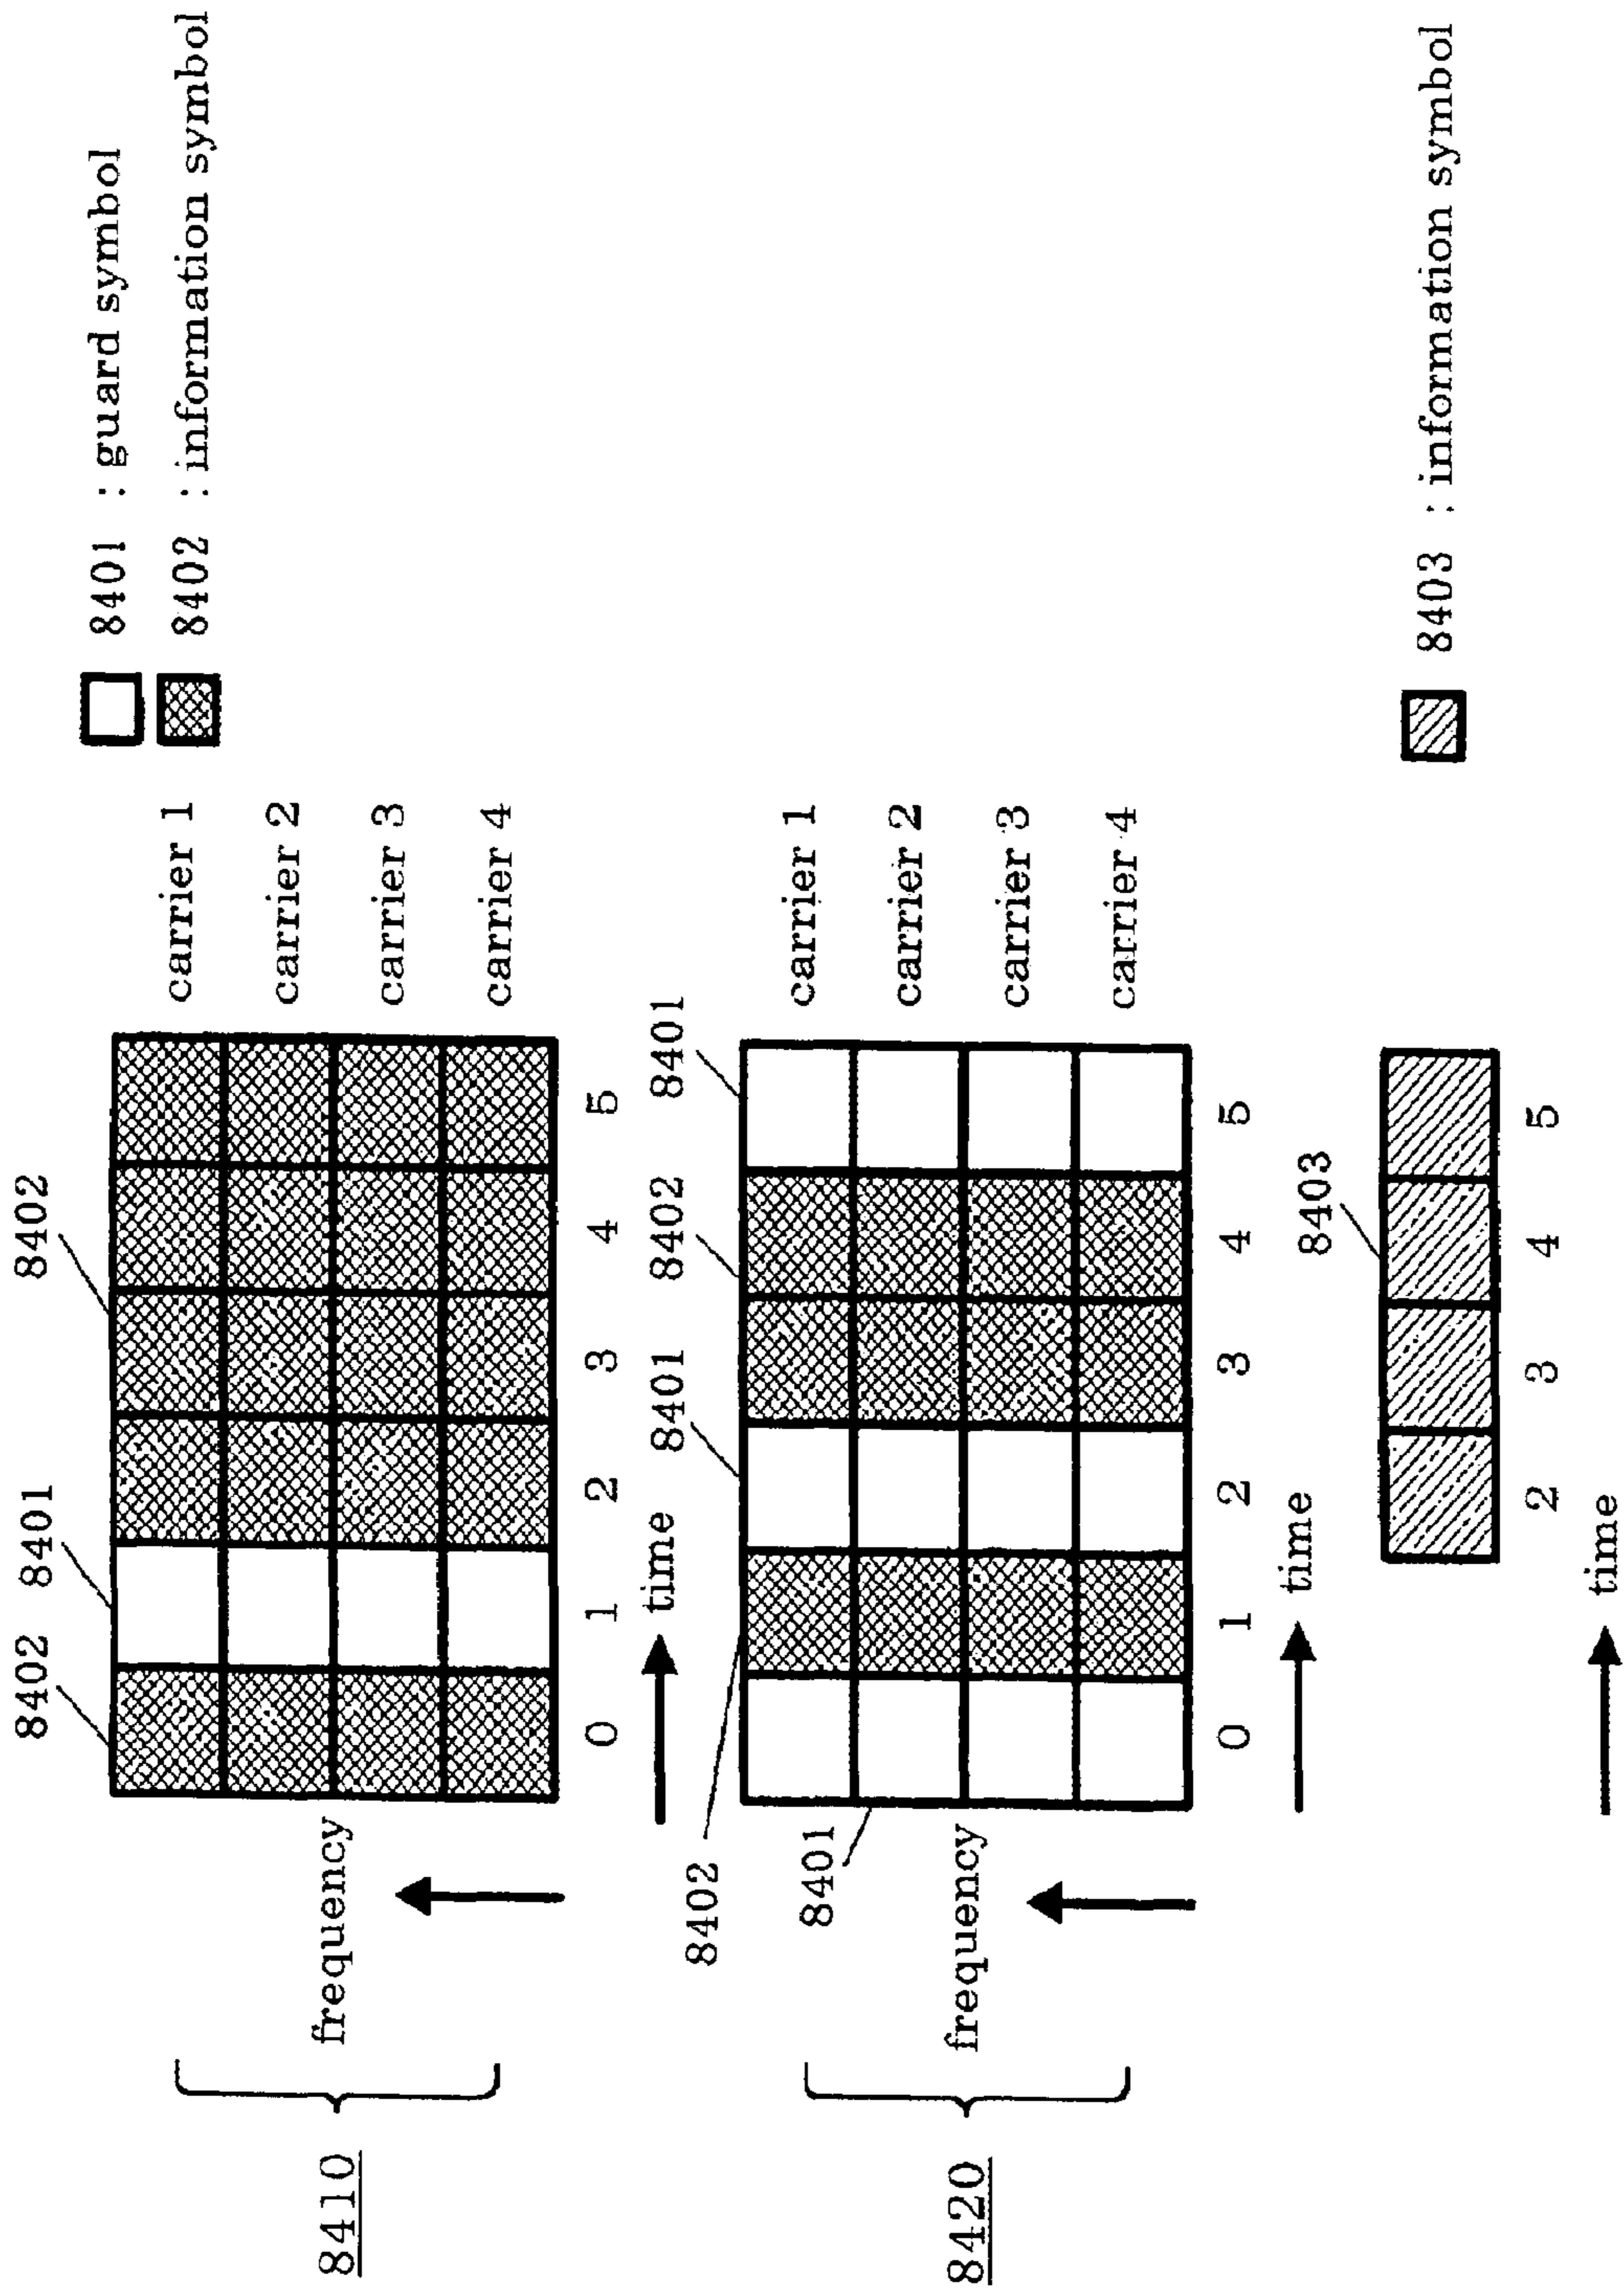 8401 : guard symbol
8402 : information symbol
8402 8401 8402
8410
frequency
carrier 1
carrier 2
carrier 3
carrier 4
0 1 2 3 4 5
time
8402 8401 8401 8402 8401
8420
frequency
carrier 1
carrier 2
carrier 3
carrier 4
0 1 2 3 4 5
time
8403
8403 : information symbol
2 3 4 5
time